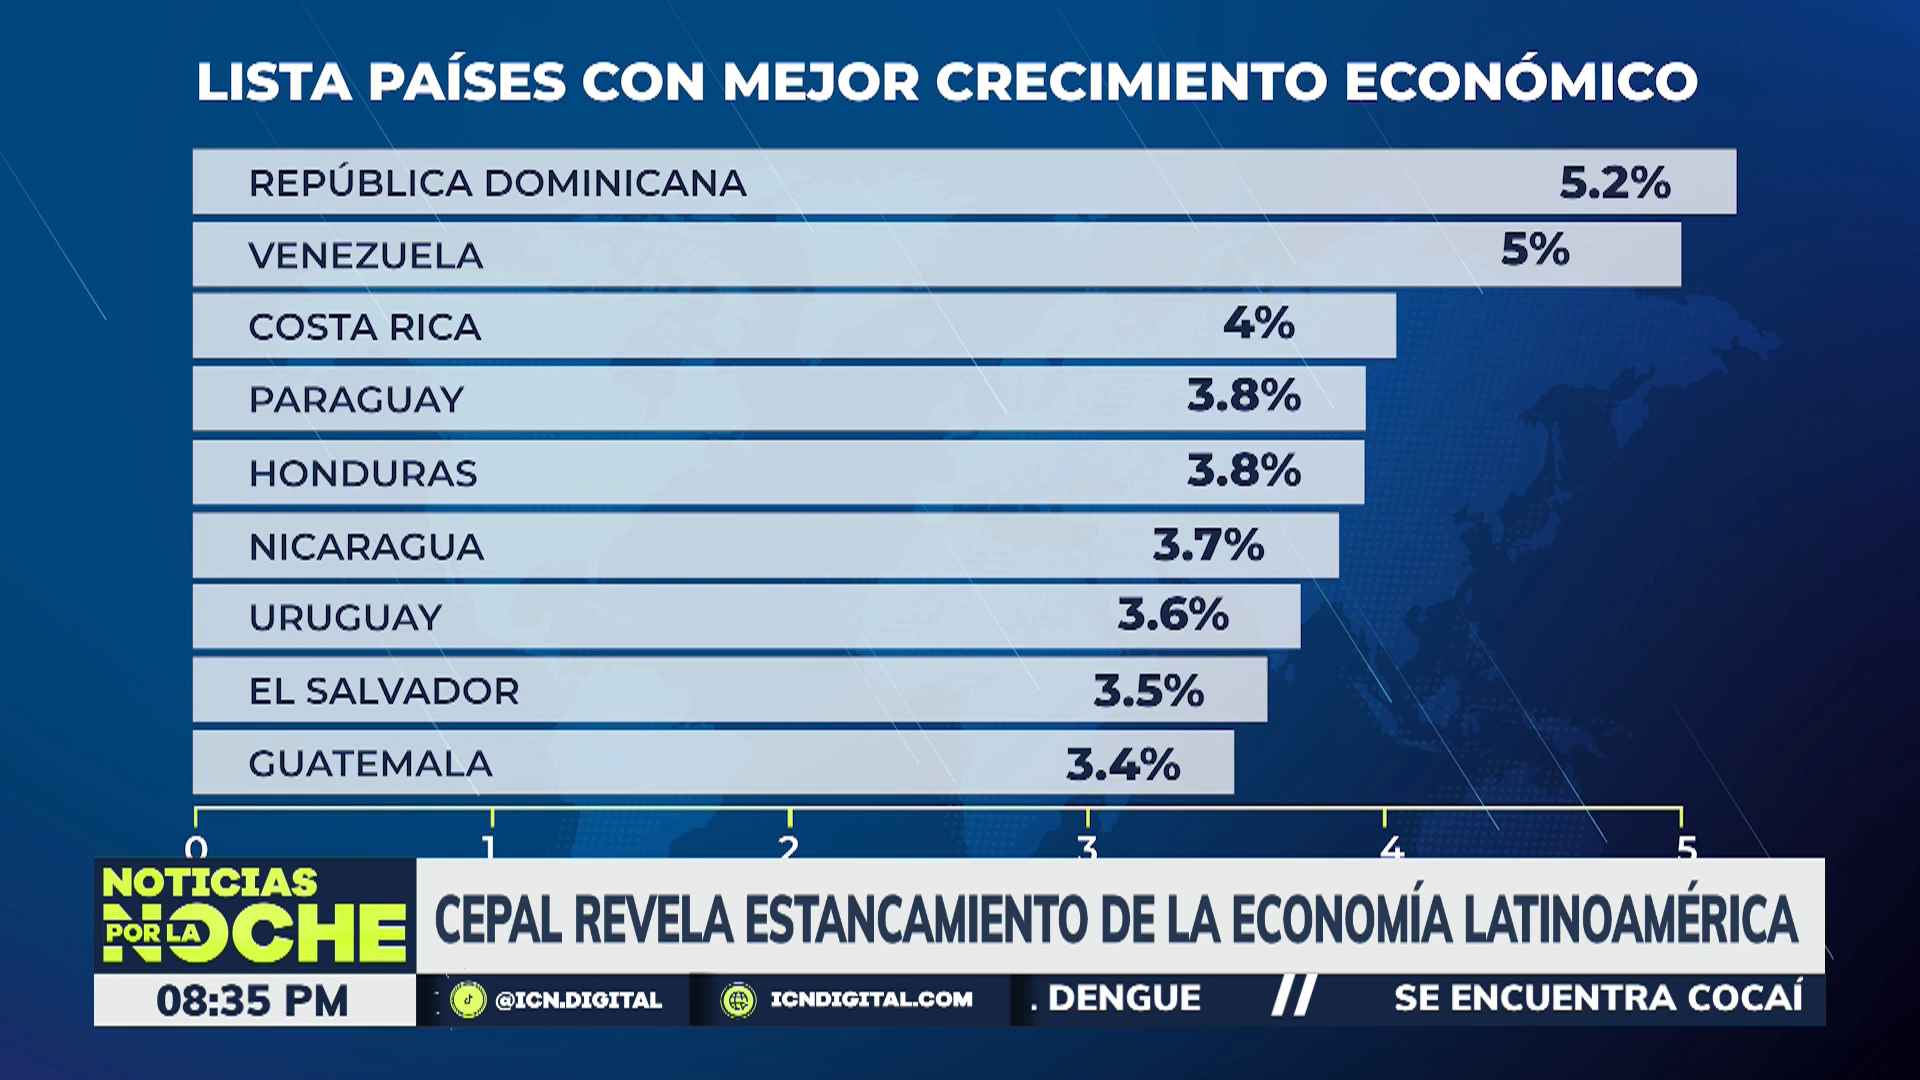 LISTA PAÍSES CON MEJOR CRECIMIENTO ECONÓMICO
REPÚBLICA DOMINICANA 5.2%
VENEZUELA 5%
COSTA RICA 4%
PARAGUAY 3.8%
HONDURAS 3.8%
NICARAGUA 3.7%
URUGUAY 3.6%
EL SALVADOR 3.5%
GUATEMALA 3.4%
0 1 2 3 4 5
NOTICIAS
POR LA
NOCHE
CEPAL REVELA ESTANCAMIENTO DE LA ECONOMÍA LATINOAMÉRICA
08:35 PM
@ICN.DIGITAL
ICNDIGITAL.COM
. DENGUE // SE ENCUENTRA COCAÍ